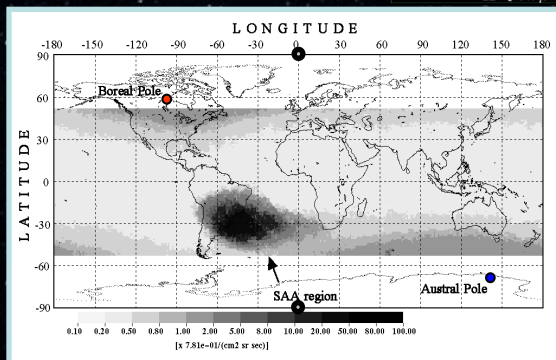 LONGITUDE
-180 -150 -120 -90 -60 -30 0 30 60 90 120 150 180
90
60
30
0
-30
-60
-90
LATITUDE
Boreal Pole
SAA region
Austral Pole
0.10 0.20 0.50 0.80 1.00 2.00 5.00 8.00 10.00 20.00 50.00 80.00 100.00
[x 7.81e-01/(cm2 sr sec)]